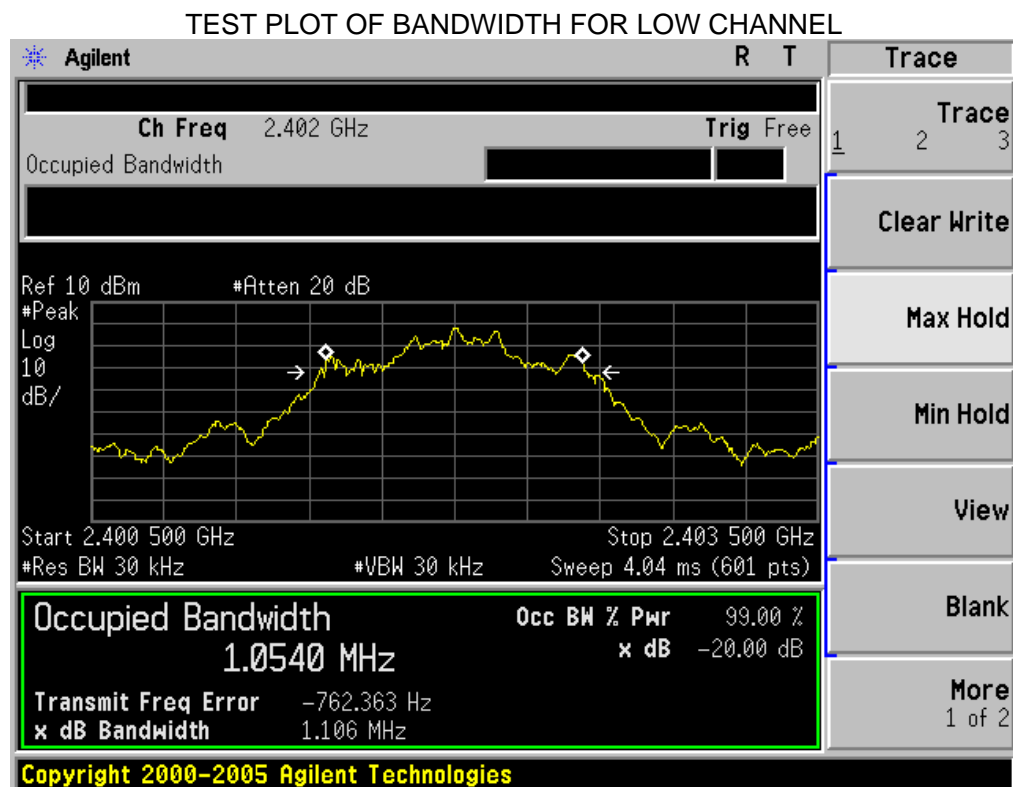 TEST PLOT OF BANDWIDTH FOR LOW CHANNEL
Agilent R T Trace
Ch Freq 2.402 GHz Trig Free
Occupied Bandwidth
Trace
1 2 3
Clear Write
Max Hold
Min Hold
View
Blank
More
1 of 2
Ref 10 dBm #Atten 20 dB
#Peak
Log
10
dB/
Start 2.400 500 GHz Stop 2.403 500 GHz
#Res BW 30 kHz #VBW 30 kHz Sweep 4.04 ms (601 pts)
Occupied Bandwidth Occ BW % Pwr 99.00 %
1.0540 MHz x dB -20.00 dB
Transmit Freq Error -762.363 Hz
x dB Bandwidth 1.106 MHz
Copyright 2000-2005 Agilent Technologies